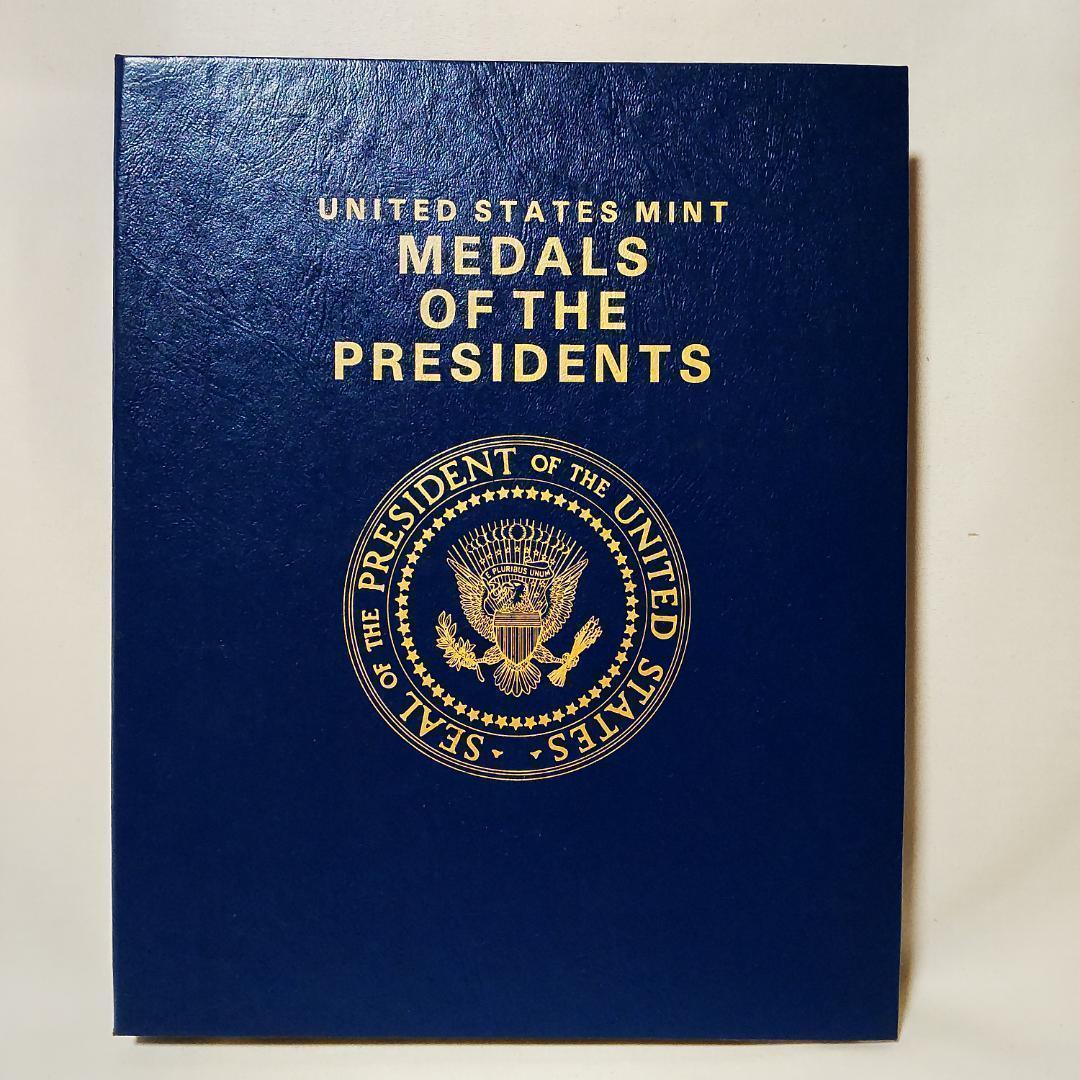 UNITED STATES MINT
MEDALS
OF THE
PRESIDENTS
SEAL OF THE PRESIDENT OF THE UNITED STATES
PLURIBUS UNUM